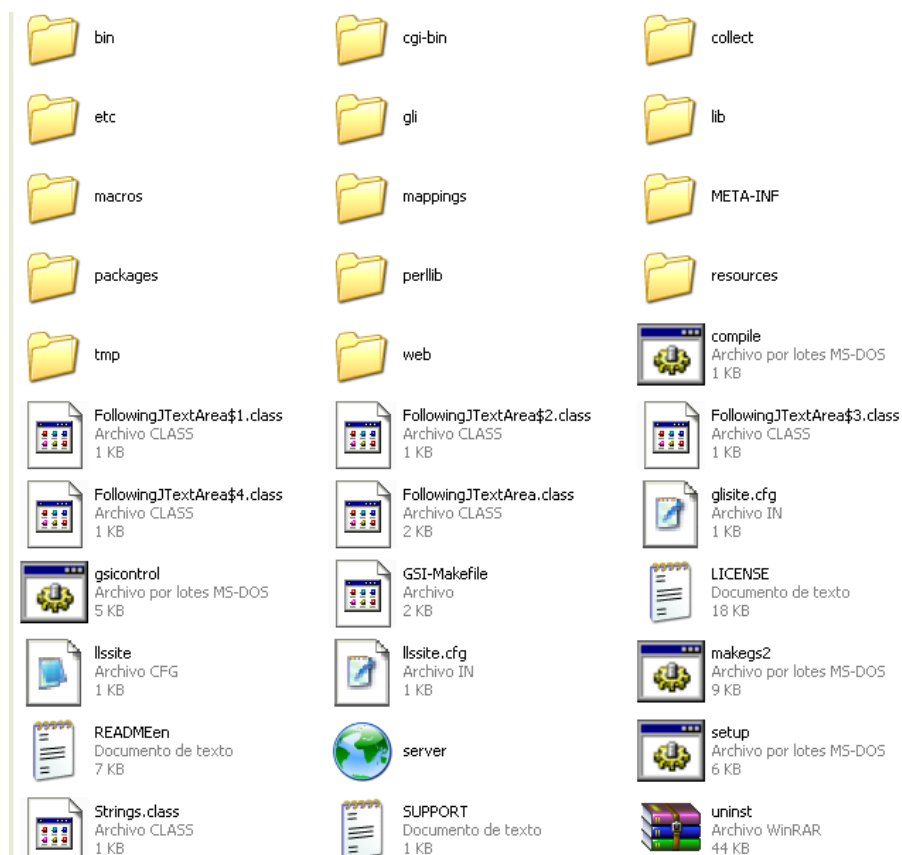 bin
cgi-bin
collect
etc
gli
lib
macros
mappings
META-INF
packages
perllib
resources
tmp
web
compile
Archivo por lotes MS-DOS
1 KB
FollowingJTextArea$1.class
Archivo CLASS
1 KB
FollowingJTextArea$2.class
Archivo CLASS
1 KB
FollowingJTextArea$3.class
Archivo CLASS
1 KB
FollowingJTextArea$4.class
Archivo CLASS
1 KB
FollowingJTextArea.class
Archivo CLASS
2 KB
glisite.cfg
Archivo IN
1 KB
gsicontrol
Archivo por lotes MS-DOS
5 KB
GSI-Makefile
Archivo
2 KB
LICENSE
Documento de texto
18 KB
llssite
Archivo CFG
1 KB
llssite.cfg
Archivo IN
1 KB
makegs2
Archivo por lotes MS-DOS
9 KB
READMEen
Documento de texto
7 KB
server
setup
Archivo por lotes MS-DOS
6 KB
Strings.class
Archivo CLASS
1 KB
SUPPORT
Documento de texto
1 KB
uninst
Archivo WinRAR
44 KB